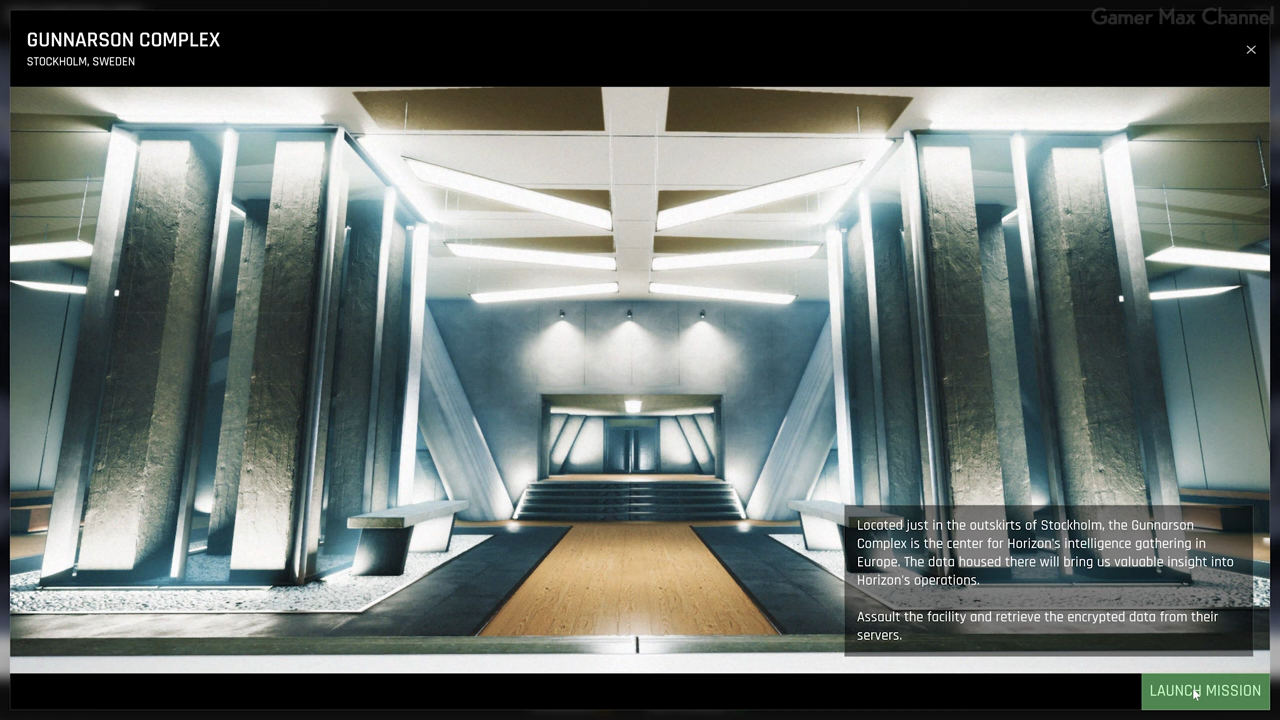 Gamer Max Channel
GUNNARSON COMPLEX
STOCKHOLM, SWEDEN
Located just in the outskirts of Stockholm, the Gunnarson
Complex is the center for Horizon's intelligence gathering in
Europe. The data housed there will bring us valuable insight into
Horizon's operations.
Assault the facility and retrieve the encrypted data from their
servers.
LAUNCH MISSION